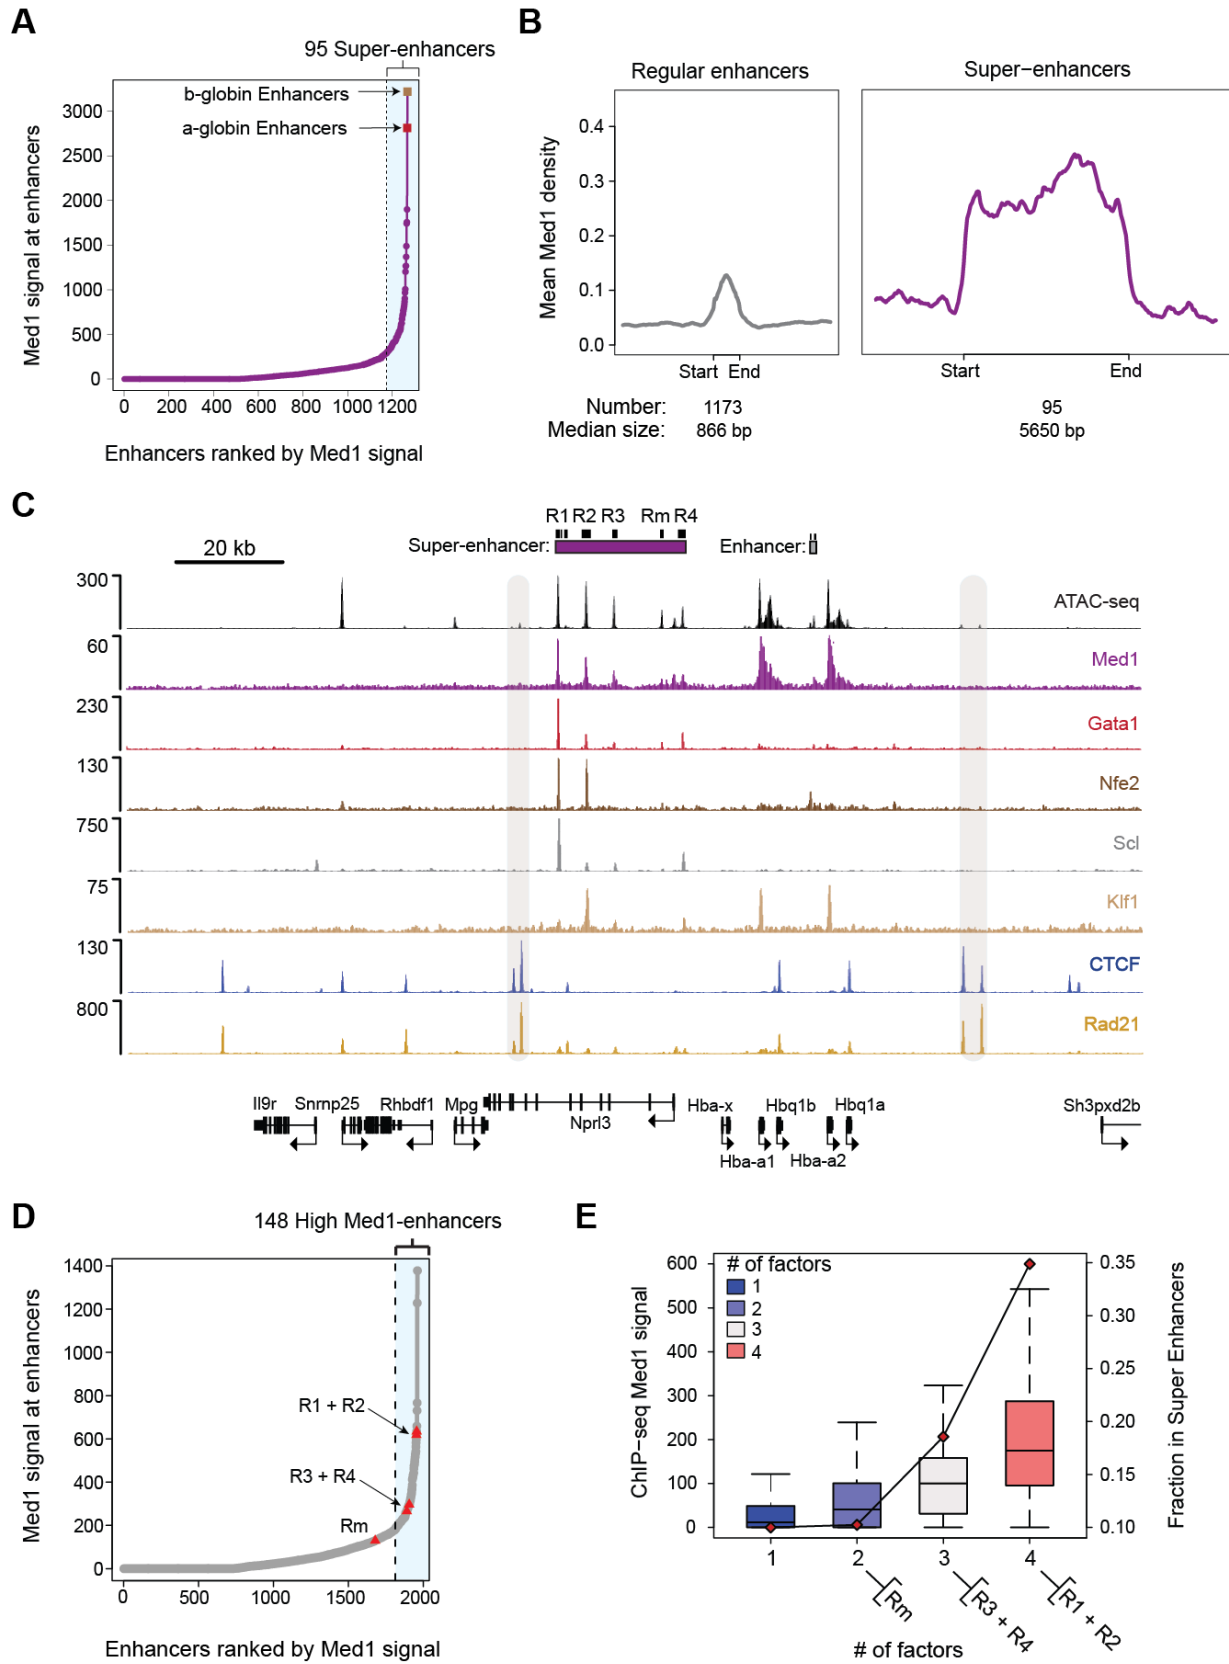 A
95 Super-enhancers
b-globin Enhancers
a-globin Enhancers
Med1 signal at enhancers
3000
2500
2000
1500
1000
500
0
0 200 400 600 800 1000 1200
Enhancers ranked by Med1 signal
B
Regular enhancers
Super-enhancers
Mean Med1 density
0.4
0.3
0.2
0.1
0.0
Start End
Start End
Number: 1173 95
Median size: 866 bp 5650 bp
C
R1 R2 R3 Rm R4
Super-enhancer:
Enhancer:
20 kb
300
ATAC-seq
60
Med1
230
Gata1
130
Nfe2
750
Scl
75
Klf1
130
CTCF
800
Rad21
Il9r Snrnp25 Rhbdf1 Mpg
Nprl3
Hba-x Hbq1b Hbq1a
Hba-a1 Hba-a2
Sh3pxd2b
D
148 High Med1-enhancers
Med1 signal at enhancers
1400
1200
1000
800
600
400
200
0
R1 + R2
R3 + R4
Rm
0 500 1000 1500 2000
Enhancers ranked by Med1 signal
E
ChIP-seq Med1 signal
600
500
400
300
200
100
0
# of factors
1
2
3
4
0.35
0.30
0.25
0.20
0.15
0.10
Fraction in Super Enhancers
1 2 3 4
Rm
R3 + R4
R1 + R2
# of factors